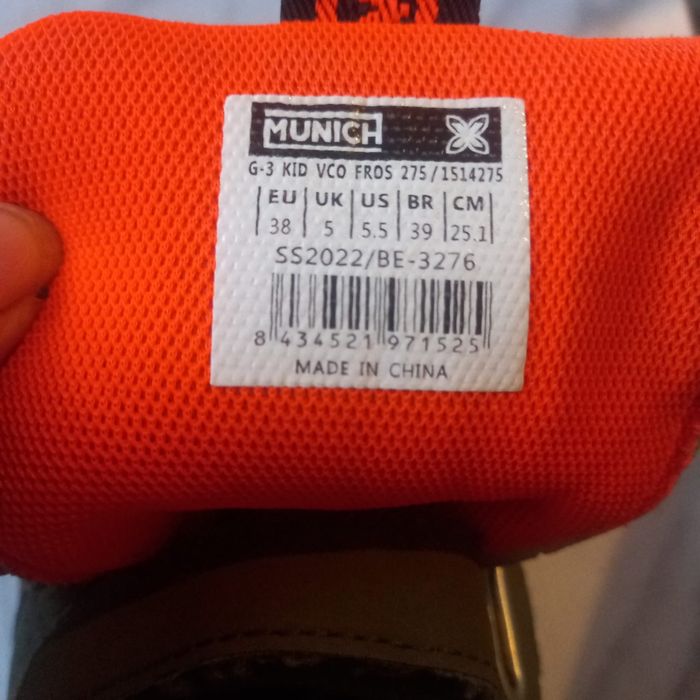 MUNICH
G-3 KID VCO FROS 275/1514275
EU UK US BR CM
38 5 5.5 39 25.1
SS2022/BE-3276
8 434521 971525
MADE IN CHINA